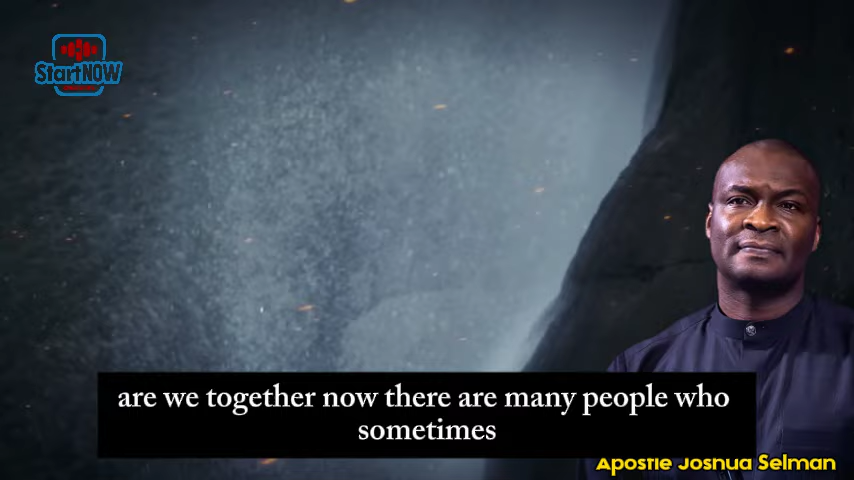 StartNOW
are we together now there are many people who
sometimes
Apostle Joshua Selman